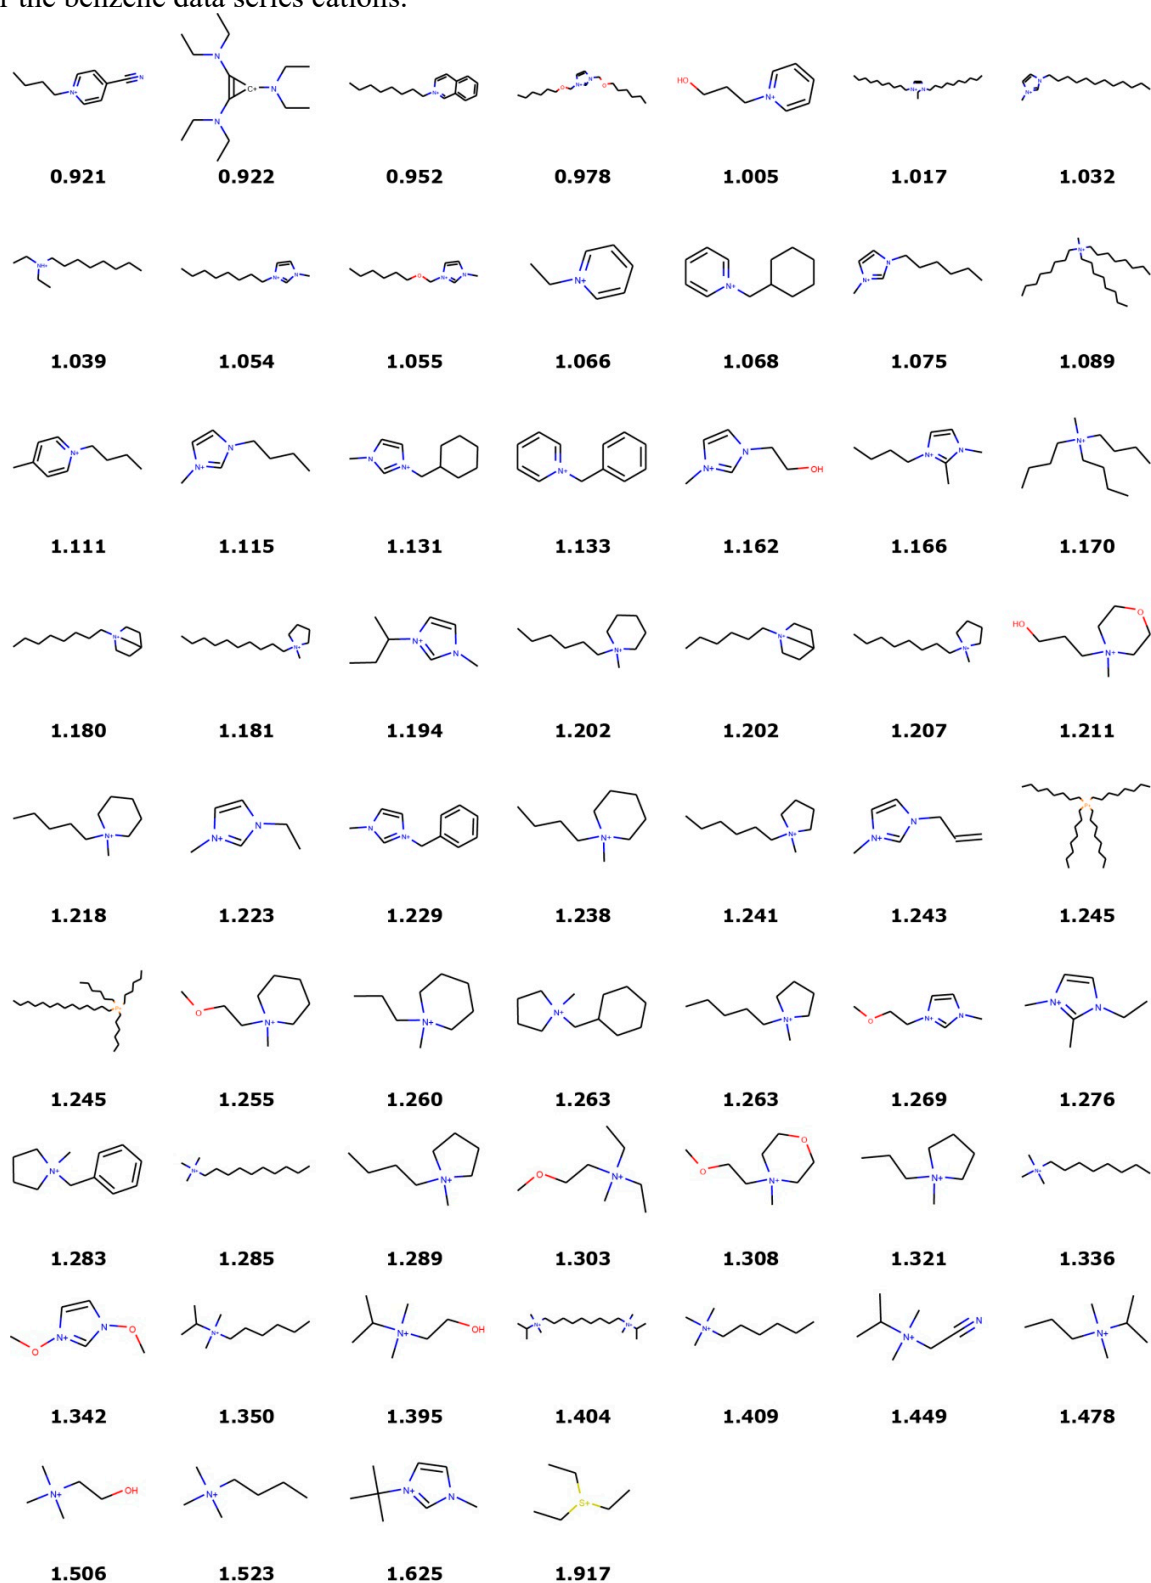 the benzene data series cations.
N+ N N C+ N N N+ O N+ N O HO N+ N+ N N N+
0.921 0.922 0.952 0.978 1.005 1.017 1.032
NH+ N+ N O N+ N N+ N+ N N+ N+
1.039 1.054 1.055 1.066 1.068 1.075 1.089
N+ N N+ N N+ N+ N N+ OH N+ N N+
1.111 1.115 1.131 1.133 1.162 1.166 1.170
N+ N+ N+ N N+ N+ N+ HO N+ O
1.180 1.181 1.194 1.202 1.202 1.207 1.211
N+ N+ N N N+ N+ N+ N+ N P+
1.218 1.223 1.229 1.238 1.241 1.243 1.245
P+ O N+ N+ N+ N+ O N+ N N+ N
1.245 1.255 1.260 1.263 1.263 1.269 1.276
N+ N+ N+ O N+ O N+ O N+ N+
1.283 1.285 1.289 1.303 1.308 1.321 1.336
O N+ N O N+ N+ OH N+ N+ N+ N+ N N+
1.342 1.350 1.395 1.404 1.409 1.449 1.478
N+ OH N+ N+ N S+
1.506 1.523 1.625 1.917